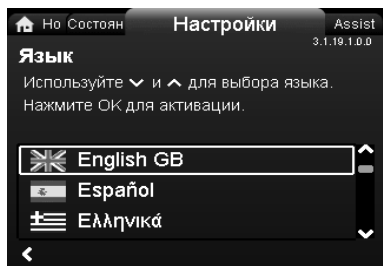 Но Состоян Настройки Assist
3.1.19.1.0.0
Язык
Используйте и для выбора языка.
Нажмите OK для активации.
English GB
Español
Ελληνικά